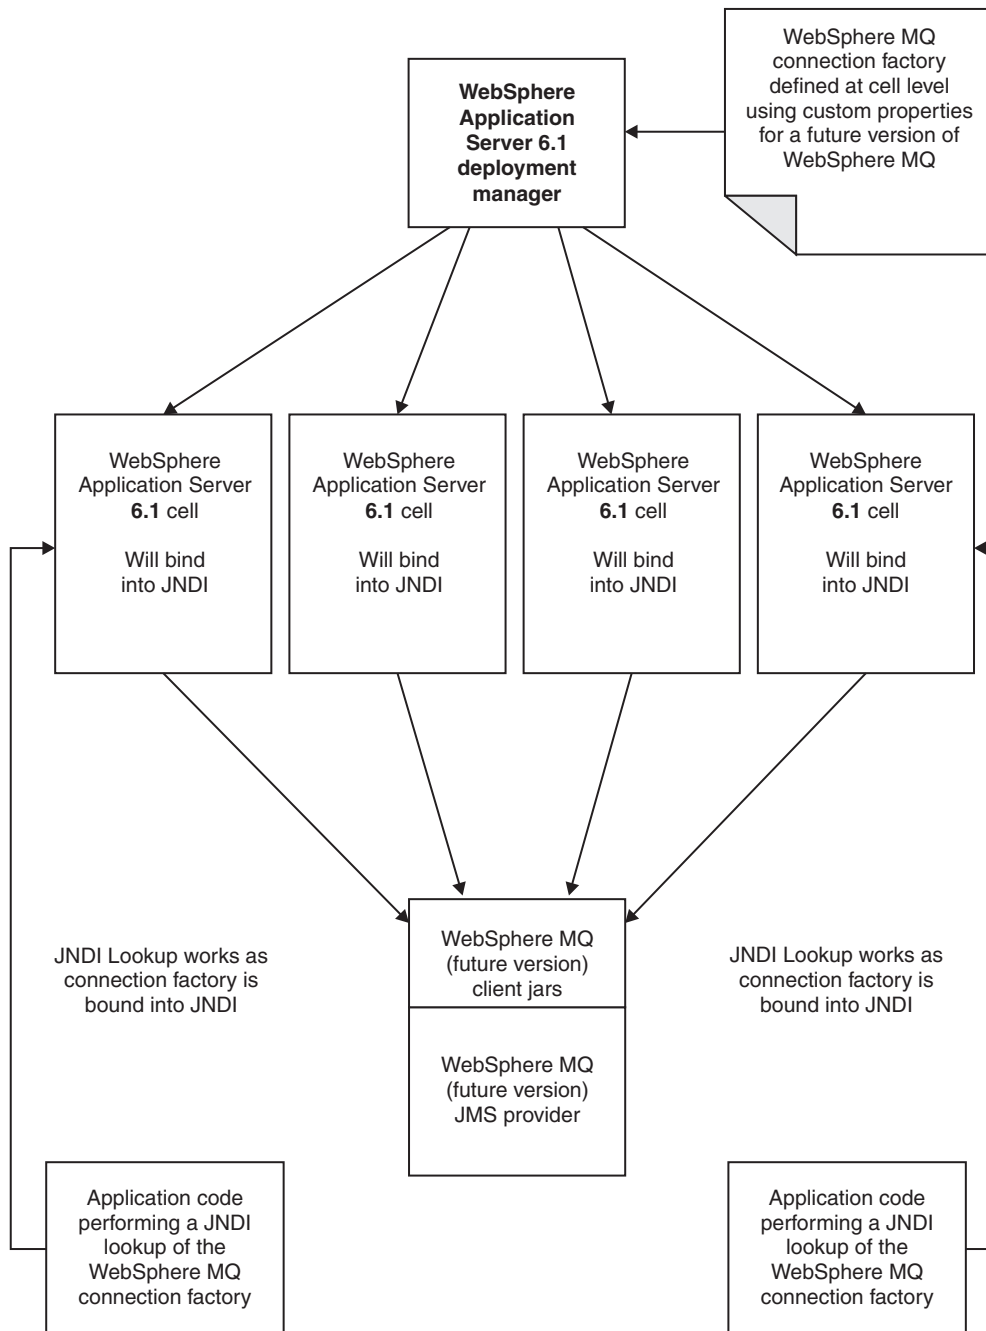 WebSphere MQ
connection factory
defined at cell level
using custom properties
for a future version of
WebSphere MQ
WebSphere
Application
Server 6.1
deployment
manager
WebSphere
Application Server
6.1 cell
Will bind
into JNDI
WebSphere
Application Server
6.1 cell
Will bind
into JNDI
WebSphere
Application Server
6.1 cell
Will bind
into JNDI
WebSphere
Application Server
6.1 cell
Will bind
into JNDI
JNDI Lookup works as
connection factory is
bound into JNDI
WebSphere MQ
(future version)
client jars
WebSphere MQ
(future version)
JMS provider
JNDI Lookup works as
connection factory is
bound into JNDI
Application code
performing a JNDI
lookup of the
WebSphere MQ
connection factory
Application code
performing a JNDI
lookup of the
WebSphere MQ
connection factory